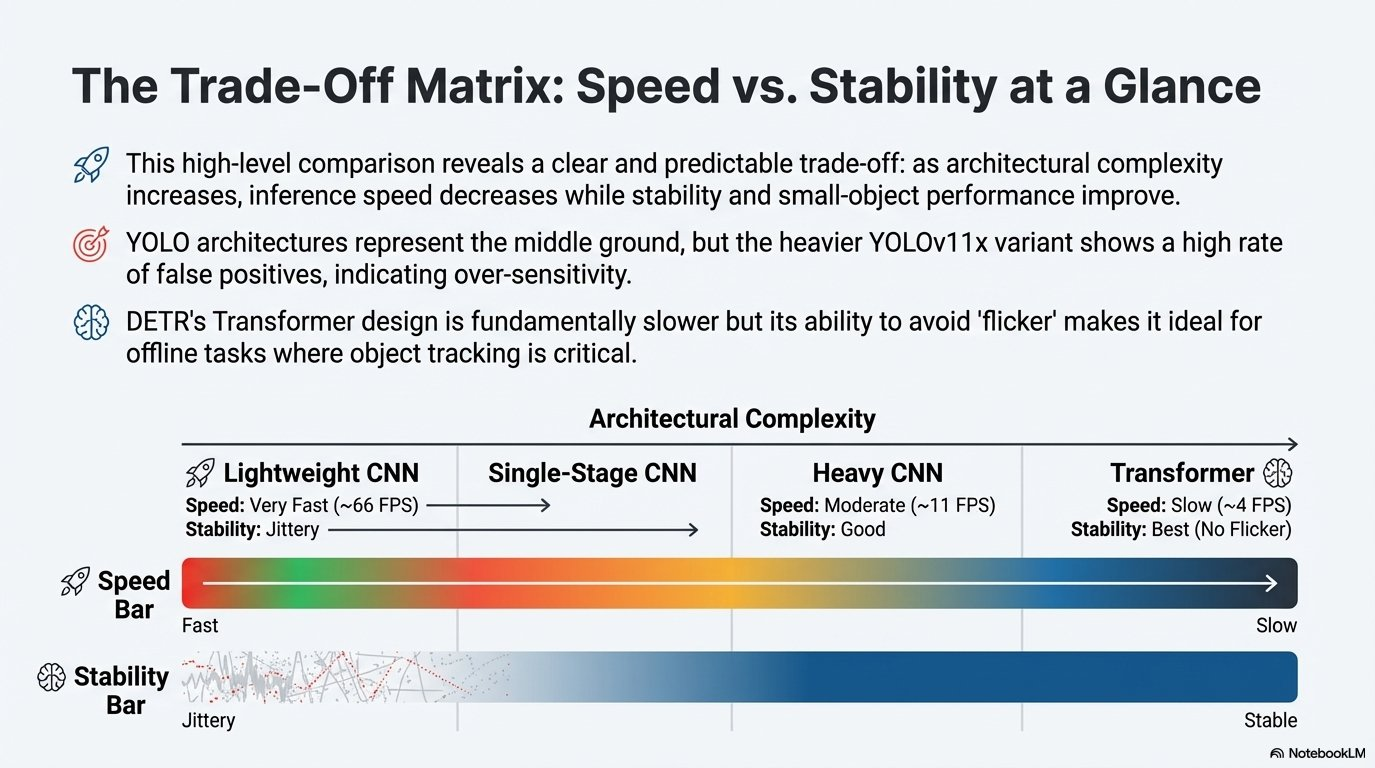 The Trade-Off Matrix: Speed vs. Stability at a Glance
This high-level comparison reveals a clear and predictable trade-off: as architectural complexity
increases, inference speed decreases while stability and small-object performance improve.
YOLO architectures represent the middle ground, but the heavier YOLOv11x variant shows a high rate
of false positives, indicating over-sensitivity.
DETR's Transformer design is fundamentally slower but its ability to avoid 'flicker' makes it ideal for
offline tasks where object tracking is critical.
Architectural Complexity
Lightweight CNN
Speed: Very Fast (~66 FPS)
Stability: Jittery
Single-Stage CNN
Heavy CNN
Speed: Moderate (~11 FPS)
Stability: Good
Transformer
Speed: Slow (~4 FPS)
Stability: Best (No Flicker)
Speed
Bar
Fast
Slow
Stability
Bar
Jittery
Stable
NotebookLM